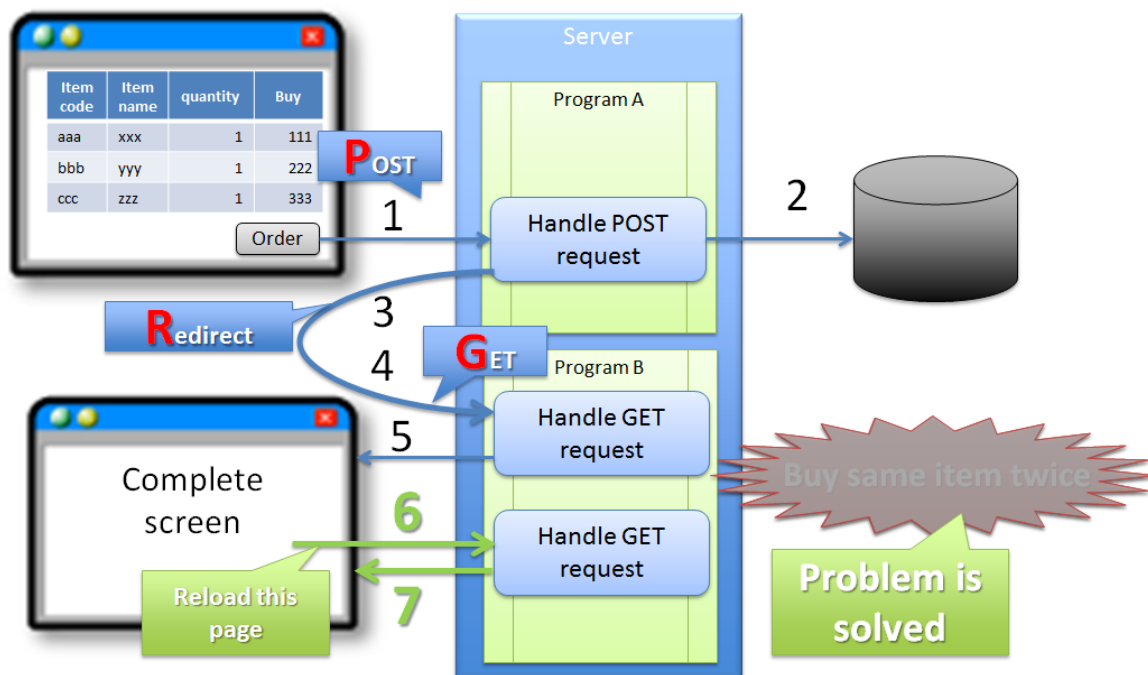 Server
Item code
Item name
quantity
Buy
aaa xxx 1 111
bbb yyy 1 222
ccc zzz 1 333
Order
POST
1
Program A
Handle POST
request
2
Redirect
3
4
GET
Program B
Handle GET
request
5
Complete
screen
6
Handle GET
request
7
Reload this
page
Buy same item twice
Problem is
solved